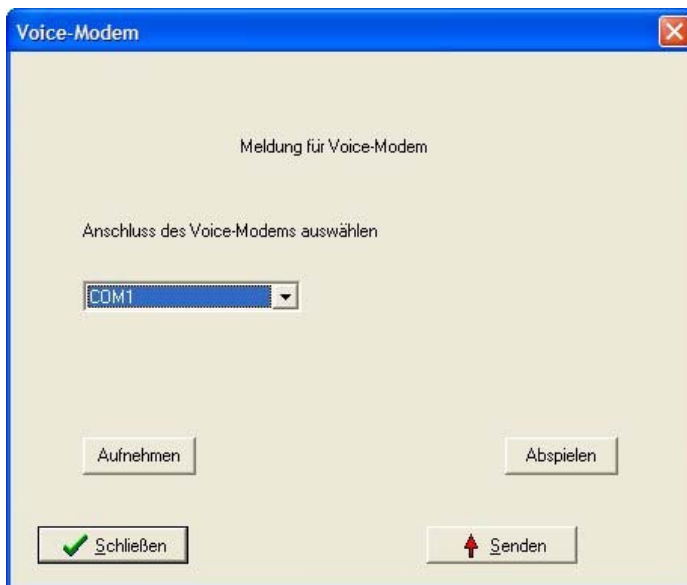 Voice-Modem
Meldung für Voice-Modem
Anschluss des Voice-Modems auswählen
COM1
Aufnehmen
Abspielen
Schließen
Senden